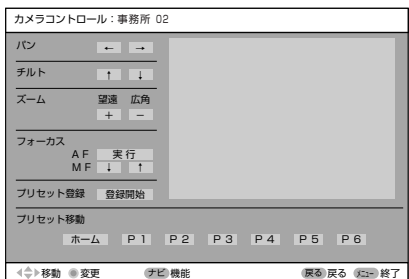 カメラコントロール：事務所 02
パン ← →
チルト ↑ ↓
ズーム 望遠 広角
＋ －
フォーカス
AF 実行
MF ↓ ↑
プリセット登録 登録開始
プリセット移動
ホーム P1 P2 P3 P4 P5 P6
移動 変更 ナビ 機能 戻る 戻る メニュー 終了